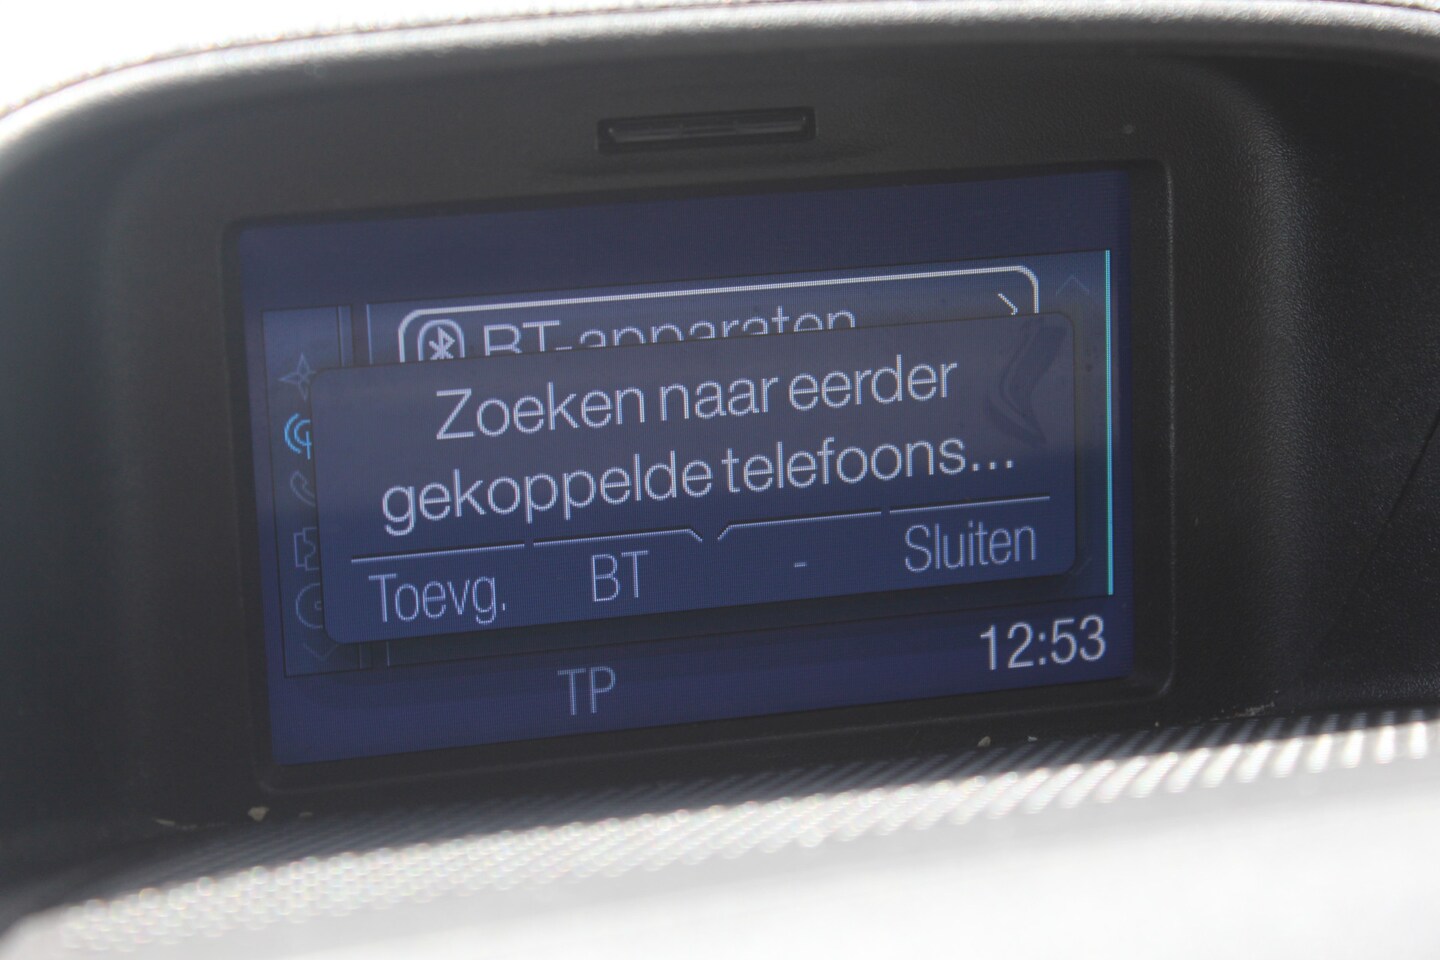 BT-apparaten
Zoeken naar eerder
gekoppelde telefoons...
Toevg. BT - Sluiten
12:53
TP